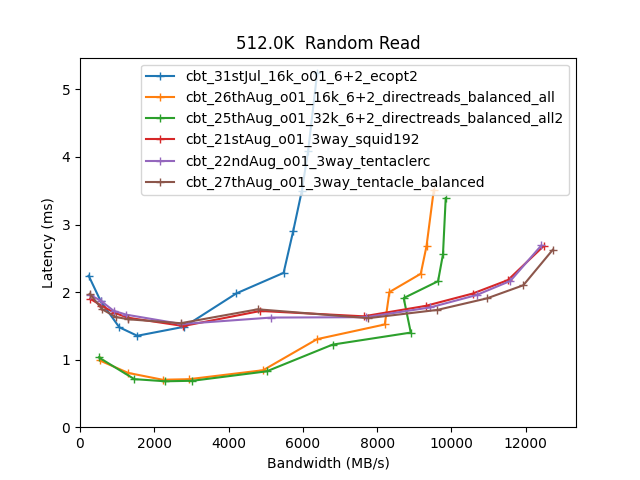 512.0K  Random Read
cbt_31stJul_16k_o01_6+2_ecopt2
cbt_26thAug_o01_16k_6+2_directreads_balanced_all
cbt_25thAug_o01_32k_6+2_directreads_balanced_all2
cbt_21stAug_o01_3way_squid192
cbt_22ndAug_o01_3way_tentaclerc
cbt_27thAug_o01_3way_tentacle_balanced
Latency (ms)
5
4
3
2
1
0
0 2000 4000 6000 8000 10000 12000
Bandwidth (MB/s)